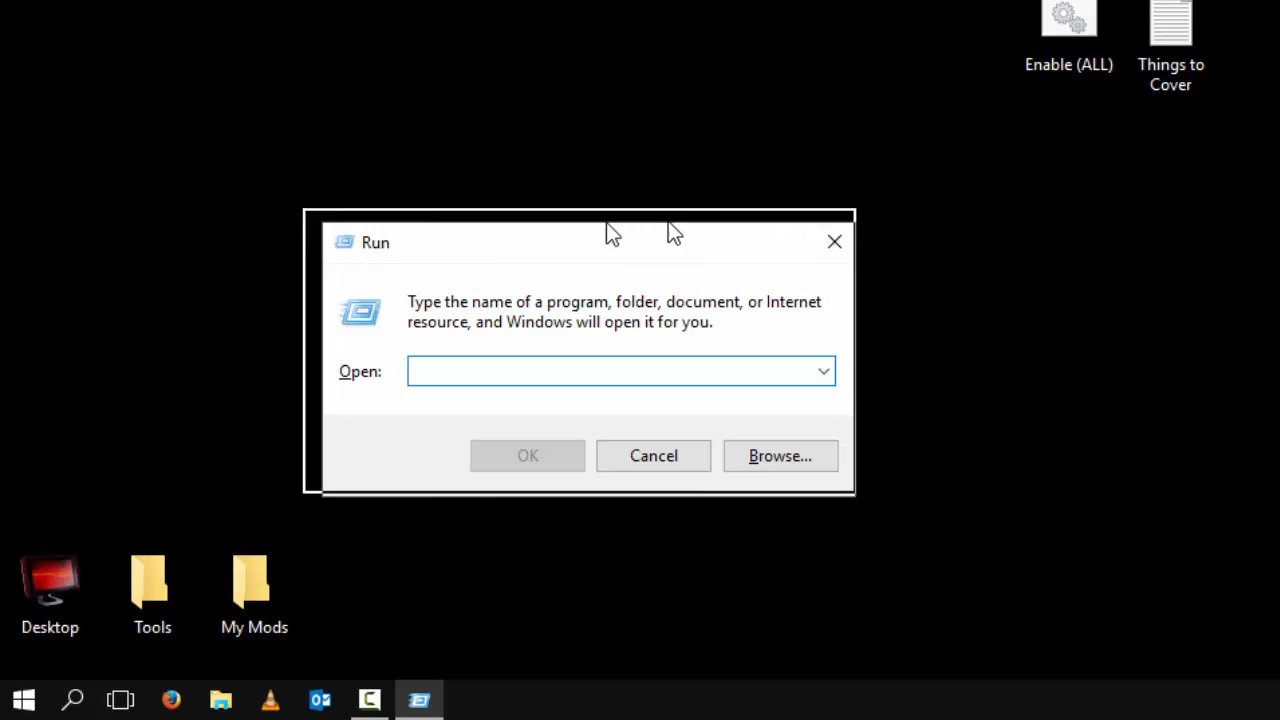 Enable (ALL)
Things to
Cover
Run
Type the name of a program, folder, document, or Internet
resource, and Windows will open it for you.
Open:
OK
Cancel
Browse...
Desktop
Tools
My Mods